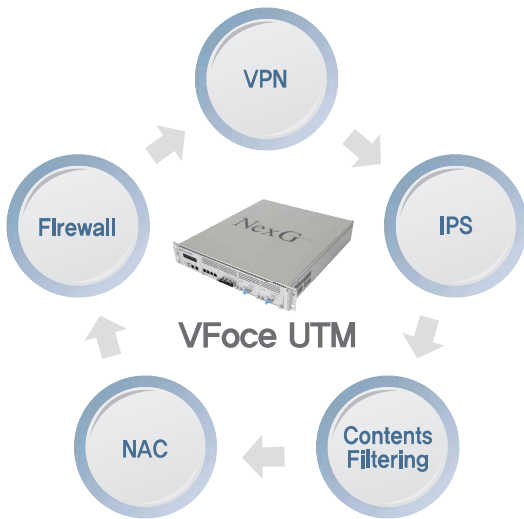 VPN
IPS
Contents
Filtering
NAC
FIrewall
NexG
VFoce UTM